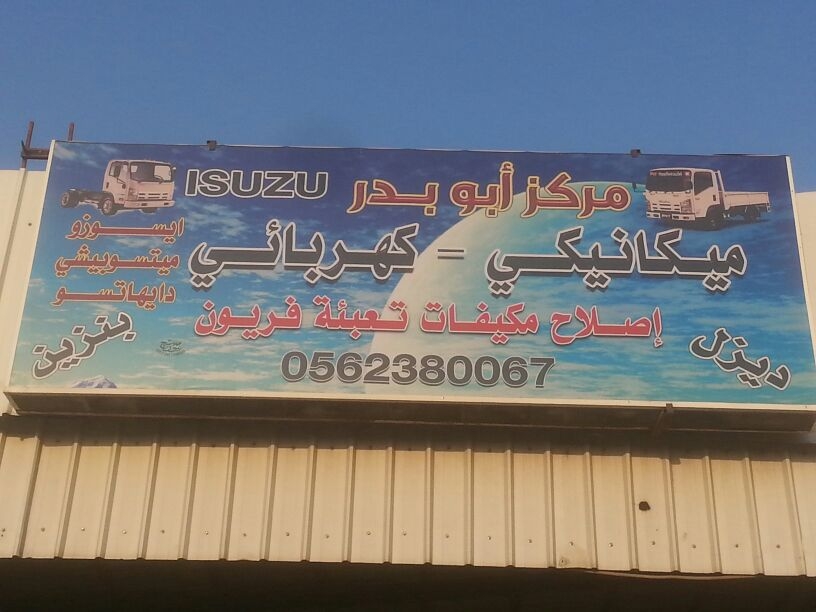 مركز أبو بدر ISUZU
ميكانيكي - كهربائي
ايسوزو
ميتسوبيشي
دايهاتسو
إصلاح مكيفات تعبئة فريون
ديزل
بنزين
0562380067